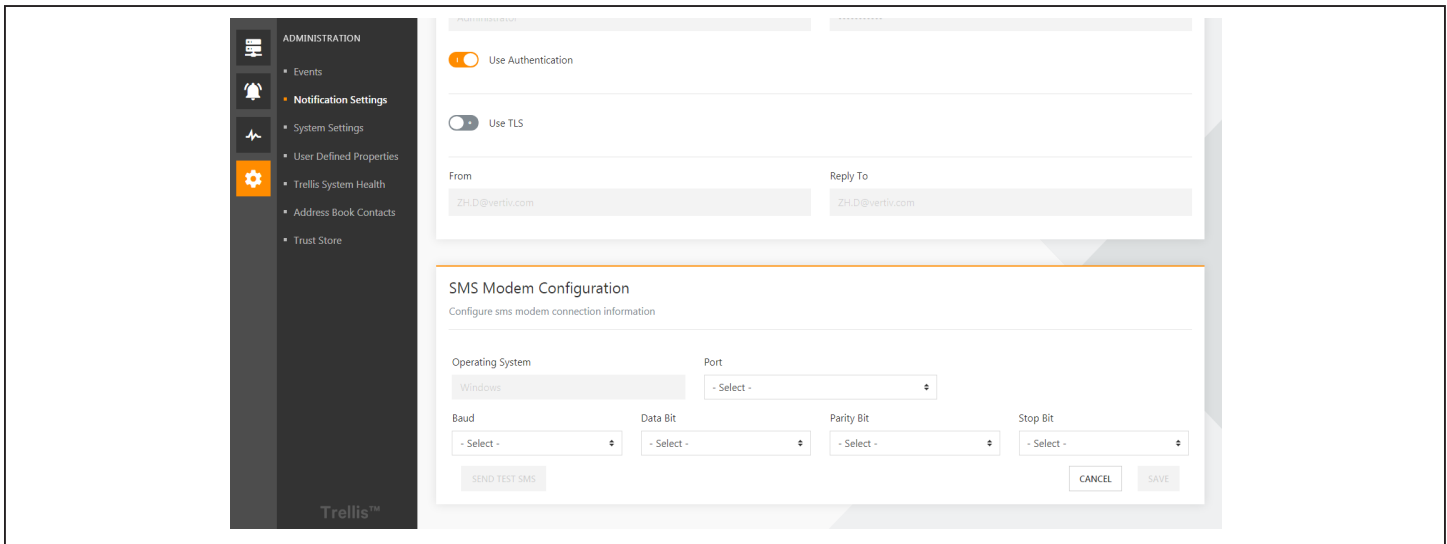 ADMINISTRATION
Events
Notification Settings
System Settings
User Defined Properties
Trellis System Health
Address Book Contacts
Trust Store
Trellis™
Administrator
Use Authentication
Use TLS
From
Reply To
ZH.D@vertiv.com
ZH.D@vertiv.com
SMS Modem Configuration
Configure sms modem connection information
Operating System
Port
Windows
- Select -
Baud
Data Bit
Parity Bit
Stop Bit
- Select -
- Select -
- Select -
- Select -
SEND TEST SMS
CANCEL
SAVE